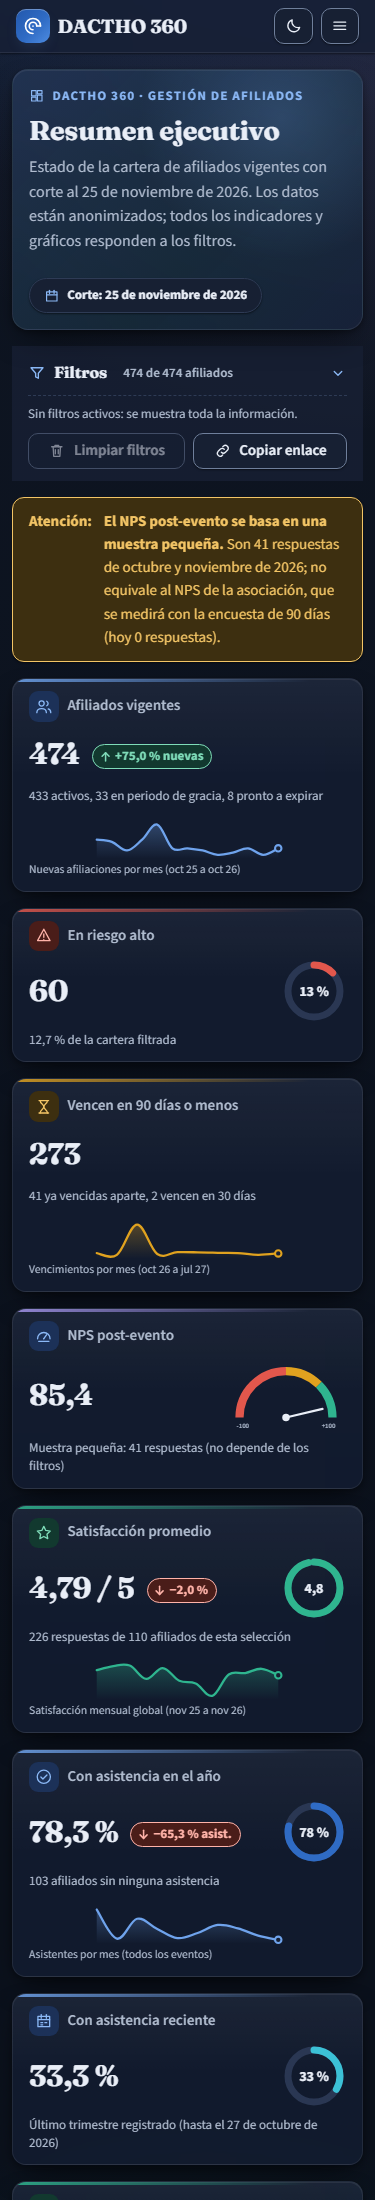 DACTHO 360
DACTHO 360 · GESTIÓN DE AFILIADOS
Resumen ejecutivo
Estado de la cartera de afiliados vigentes con
corte al 25 de noviembre de 2026. Los datos
están anonimizados; todos los indicadores y
gráficos responden a los filtros.
Corte: 25 de noviembre de 2026
Filtros 474 de 474 afiliados
Sin filtros activos: se muestra toda la información.
Limpiar filtros Copiar enlace
Atención: El NPS post-evento se basa en una
muestra pequeña. Son 41 respuestas
de octubre y noviembre de 2026; no
equivale al NPS de la asociación, que
se medirá con la encuesta de 90 días
(hoy 0 respuestas).
Afiliados vigentes
474 ↑ +75,0 % nuevas
433 activos, 33 en periodo de gracia, 8 pronto a expirar
Nuevas afiliaciones por mes (oct 25 a oct 26)
En riesgo alto
60 13 %
12,7 % de la cartera filtrada
Vencen en 90 días o menos
273
41 ya vencidas aparte, 2 vencen en 30 días
Vencimientos por mes (oct 26 a jul 27)
NPS post-evento
85,4
-100 +100
Muestra pequeña: 41 respuestas (no depende de los
filtros)
Satisfacción promedio
4,79 / 5 ↓ −2,0 % 4,8
226 respuestas de 110 afiliados de esta selección
Satisfacción mensual global (nov 25 a nov 26)
Con asistencia en el año
78,3 % ↓ −65,3 % asist. 78 %
103 afiliados sin ninguna asistencia
Asistentes por mes (todos los eventos)
Con asistencia reciente
33,3 % 33 %
Último trimestre registrado (hasta el 27 de octubre de
2026)